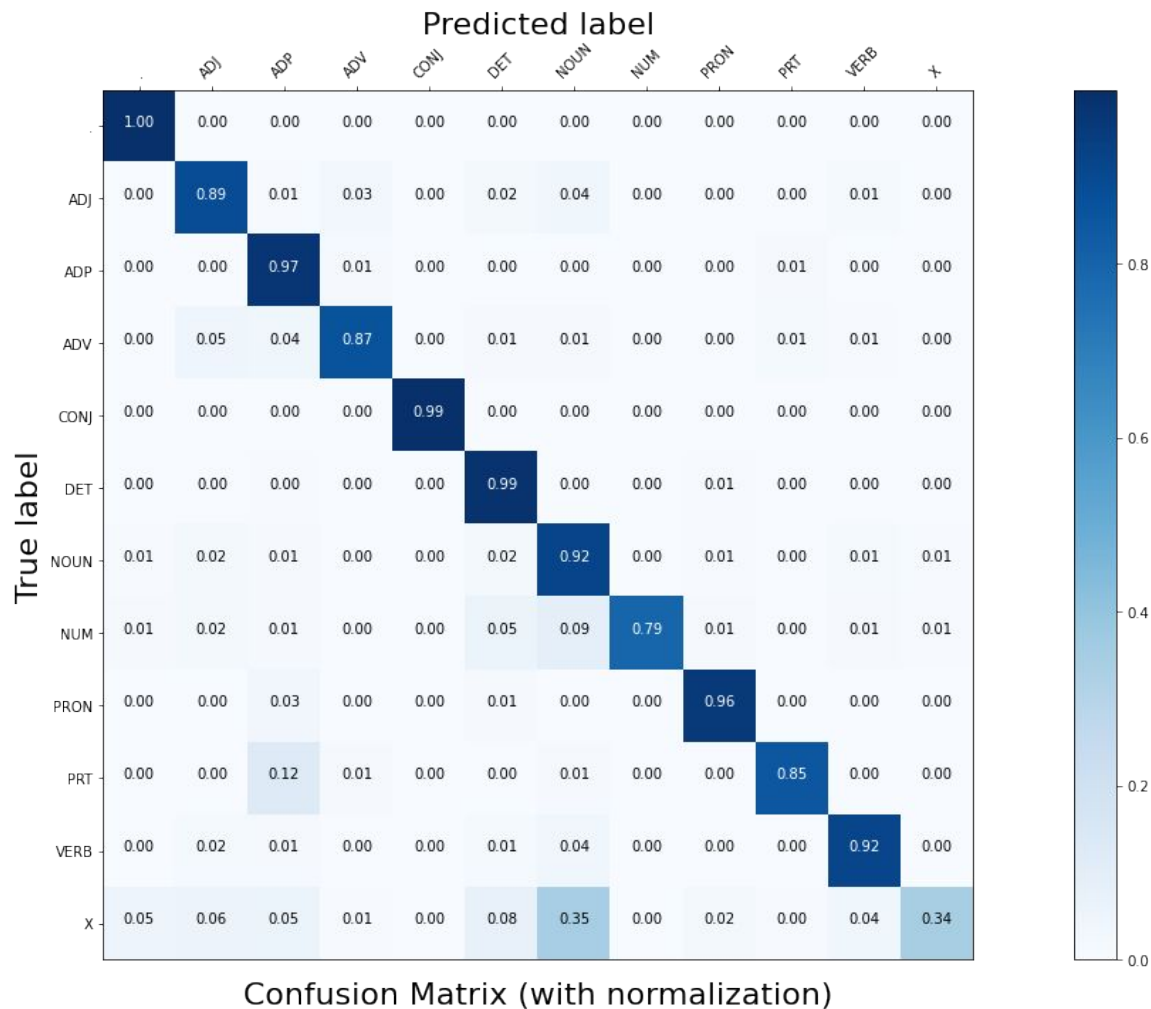 Predicted label
. ADJ ADP ADV CONJ DET NOUN NUM PRON PRT VERB X
. 1.00 0.00 0.00 0.00 0.00 0.00 0.00 0.00 0.00 0.00 0.00 0.00
ADJ 0.00 0.89 0.01 0.03 0.00 0.02 0.04 0.00 0.00 0.00 0.01 0.00
ADP 0.00 0.00 0.97 0.01 0.00 0.00 0.00 0.00 0.00 0.01 0.00 0.00
0.8
ADV 0.00 0.05 0.04 0.87 0.00 0.01 0.01 0.00 0.00 0.01 0.01 0.00
CONJ 0.00 0.00 0.00 0.00 0.99 0.00 0.00 0.00 0.00 0.00 0.00 0.00
0.6
DET 0.00 0.00 0.00 0.00 0.00 0.99 0.00 0.00 0.01 0.00 0.00 0.00
True label
NOUN 0.01 0.02 0.01 0.00 0.00 0.02 0.92 0.00 0.01 0.00 0.01 0.01
0.4
NUM 0.01 0.02 0.01 0.00 0.00 0.05 0.09 0.79 0.01 0.00 0.01 0.01
PRON 0.00 0.00 0.03 0.00 0.00 0.01 0.00 0.00 0.96 0.00 0.00 0.00
PRT 0.00 0.00 0.12 0.01 0.00 0.00 0.01 0.00 0.00 0.85 0.00 0.00
0.2
VERB 0.00 0.02 0.01 0.00 0.00 0.01 0.04 0.00 0.00 0.00 0.92 0.00
X 0.05 0.06 0.05 0.01 0.00 0.08 0.35 0.00 0.02 0.00 0.04 0.34
0.0
Confusion Matrix (with normalization)